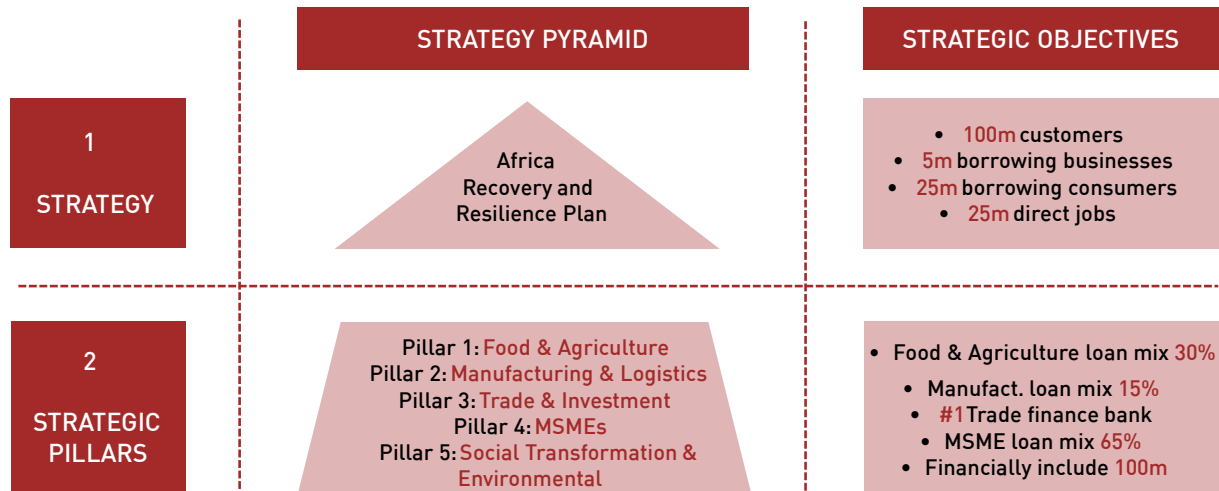 STRATEGY PYRAMID
STRATEGIC OBJECTIVES
1
STRATEGY
Africa
Recovery and
Resilience Plan
• 100m customers
• 5m borrowing businesses
• 25m borrowing consumers
• 25m direct jobs
2
STRATEGIC
PILLARS
Pillar 1: Food & Agriculture
Pillar 2: Manufacturing & Logistics
Pillar 3: Trade & Investment
Pillar 4: MSMEs
Pillar 5: Social Transformation &
Environmental
• Food & Agriculture loan mix 30%
• Manufact. loan mix 15%
• #1 Trade finance bank
• MSME loan mix 65%
• Financially include 100m